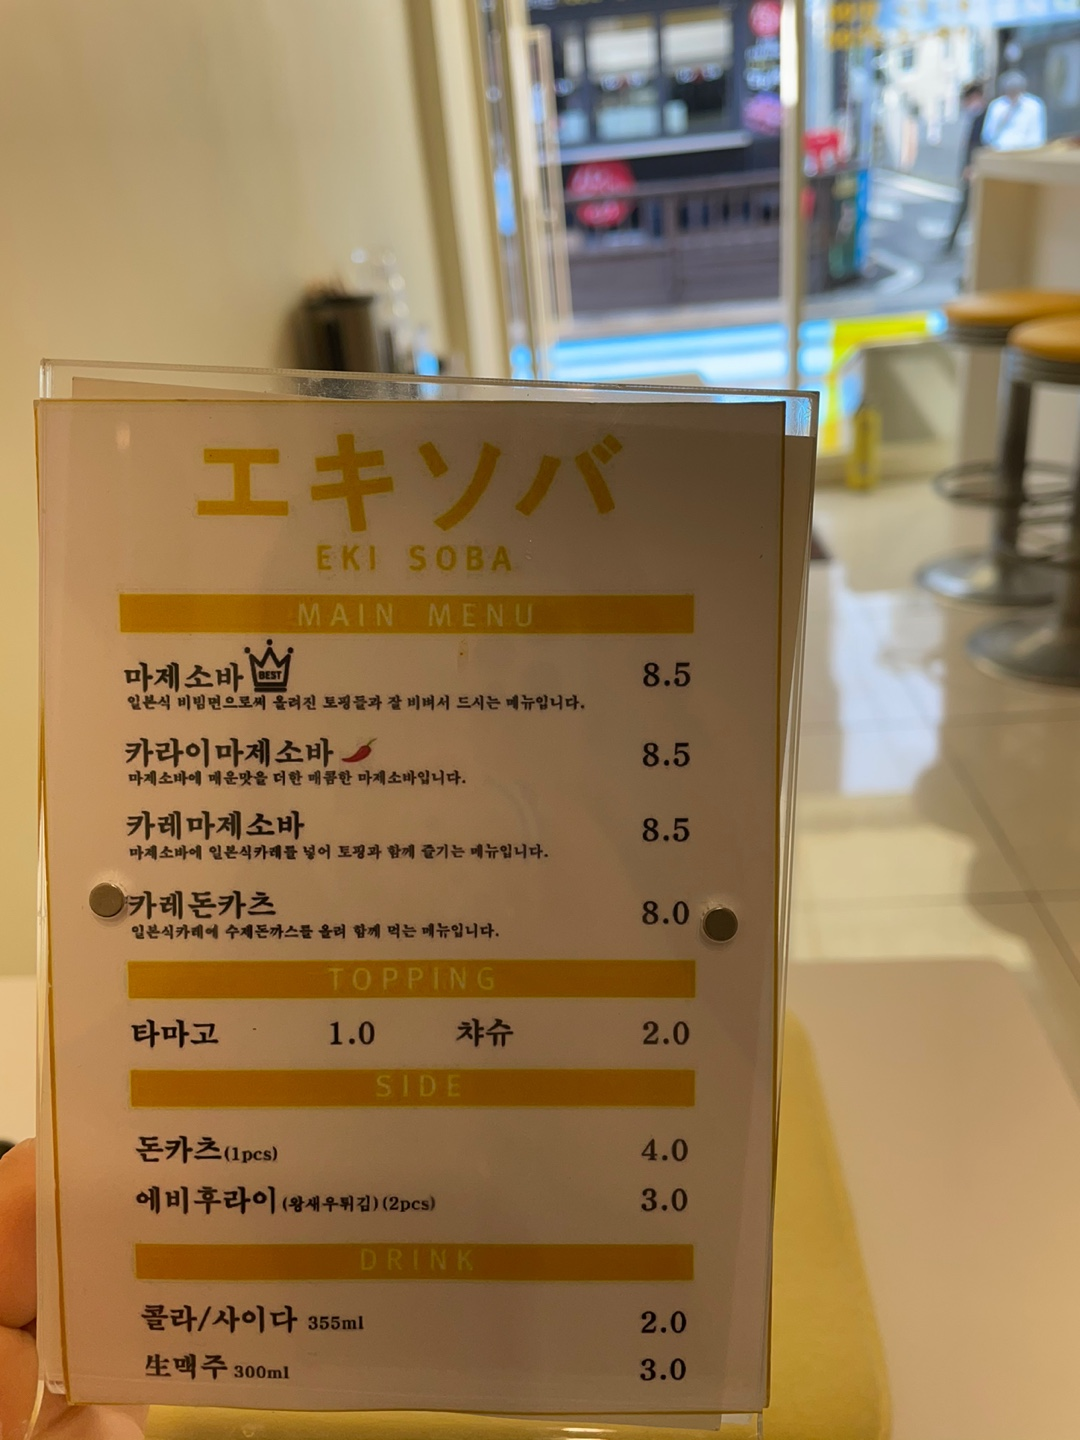 エキソバ
EKI SOBA
MAIN MENU
마제소바 BEST 8.5
일본식 비빔면으로써 올려진 토핑들과 잘 비벼서 드시는 메뉴입니다.
카라이마제소바 8.5
마제소바에 매운맛을 더한 매콤한 마제소바입니다.
카레마제소바 8.5
마제소바에 일본식카레를 넣어 토핑과 함께 즐기는 메뉴입니다.
카레돈카츠 8.0
일본식카레에 수제돈까스를 올려 함께 먹는 메뉴입니다.
TOPPING
타마고 1.0 챠슈 2.0
SIDE
돈카츠(1pcs) 4.0
에비후라이(왕새우튀김)(2pcs) 3.0
DRINK
콜라/사이다 355ml 2.0
生맥주 300ml 3.0